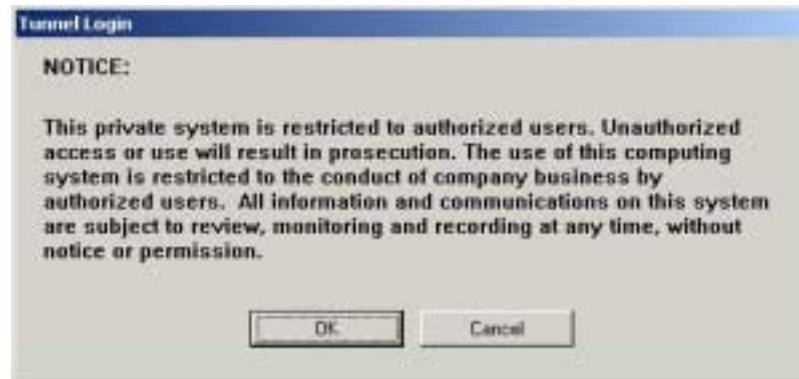 Tunnel Login
NOTICE:
This private system is restricted to authorized users. Unauthorized
access or use will result in prosecution. The use of this computing
system is restricted to the conduct of company business by
authorized users.  All information and communications on this system
are subject to review, monitoring and recording at any time, without
notice or permission.
OK
Cancel